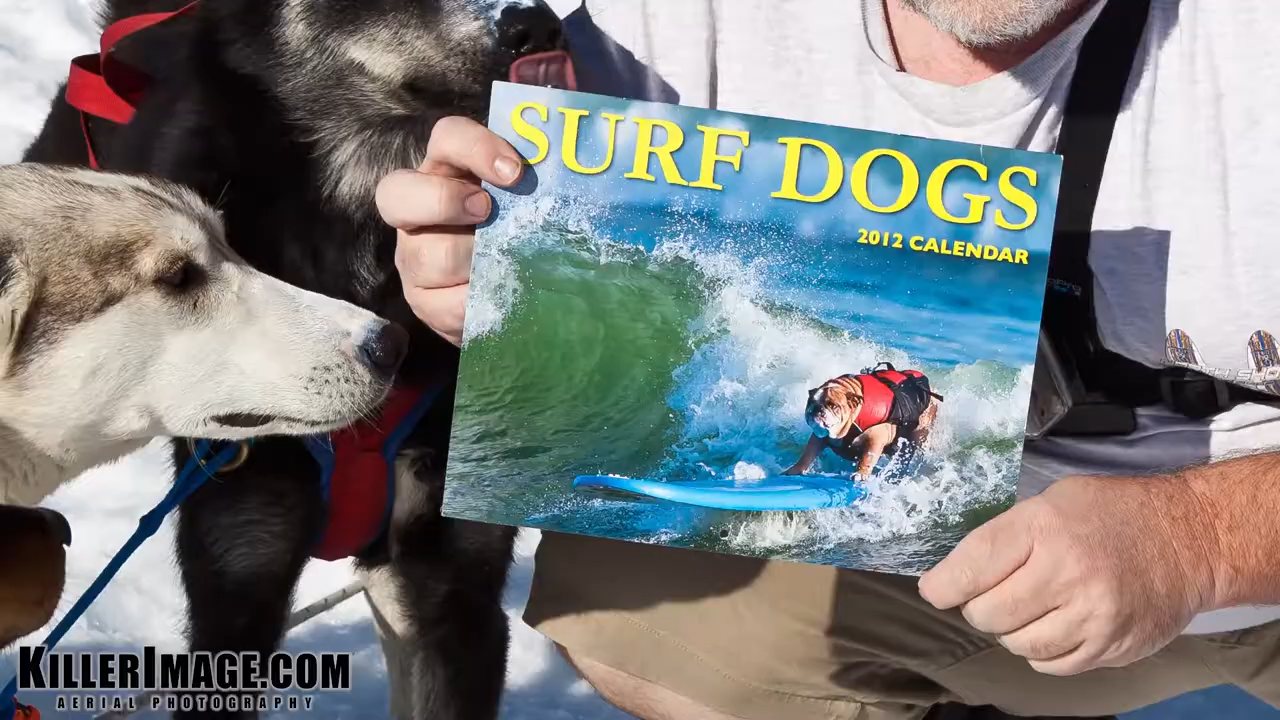 SURF DOGS
2012 CALENDAR
KILLERIMAGE.COM
AERIAL PHOTOGRAPHY